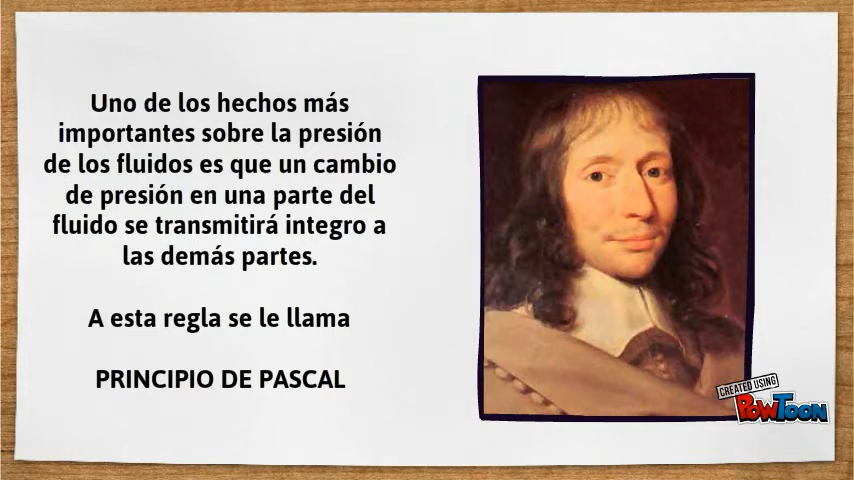 Uno de los hechos más
importantes sobre la presión
de los fluidos es que un cambio
de presión en una parte del
fluido se transmitirá integro a
las demás partes.
A esta regla se le llama
PRINCIPIO DE PASCAL
CREATED USING
POWTOON